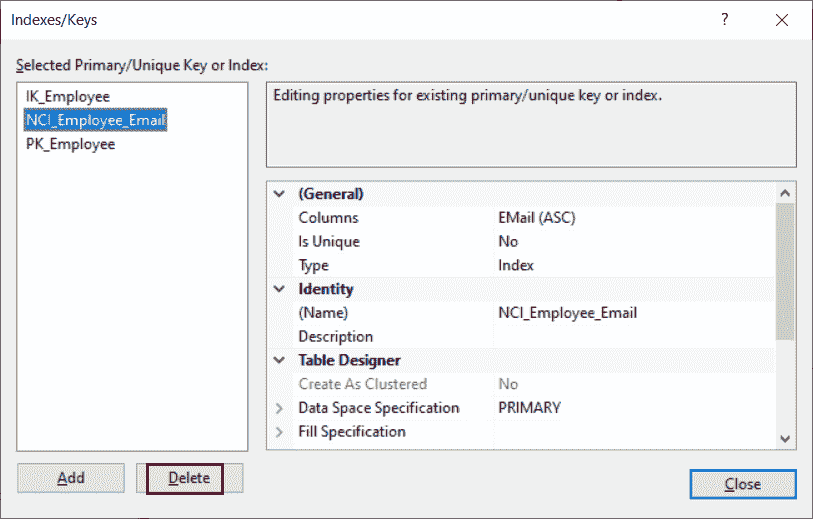 Indexes/Keys ?
Selected Primary/Unique Key or Index:
IK_Employee
NCI_Employee_Email
PK_Employee
Editing properties for existing primary/unique key or index.
(General)
Columns EMail (ASC)
Is Unique No
Type Index
Identity
(Name) NCI_Employee_Email
Description
Table Designer
Create As Clustered No
Data Space Specification PRIMARY
Fill Specification
Add Delete
Close